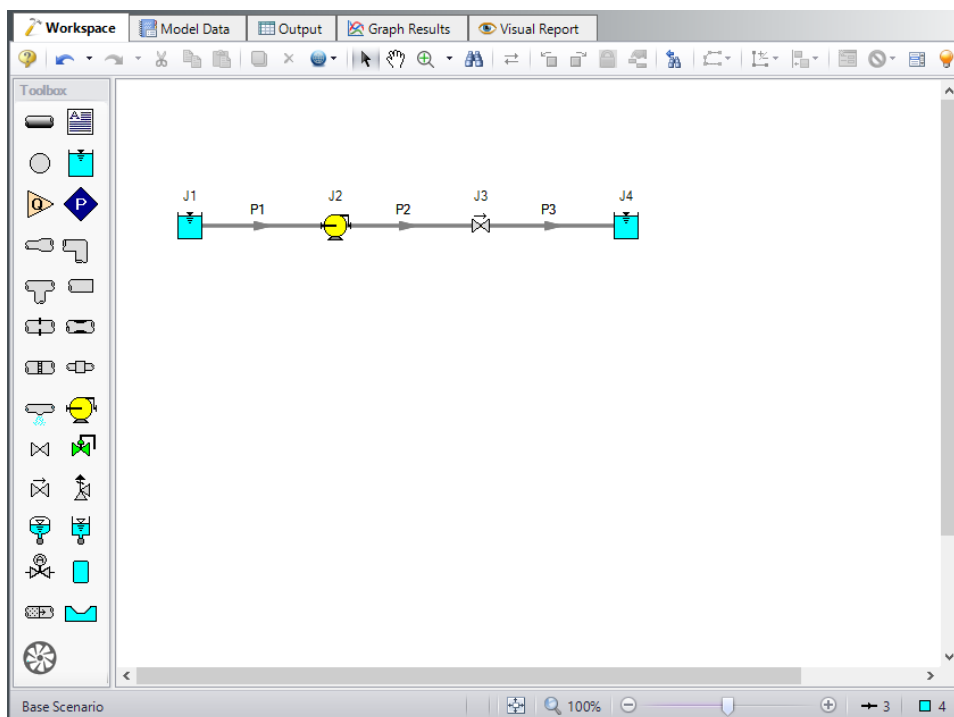 Workspace Model Data Output Graph Results Visual Report
Toolbox
A
Q P
J1 J2 J3 J4
P1 P2 P3
A
Base Scenario 100% 3 4